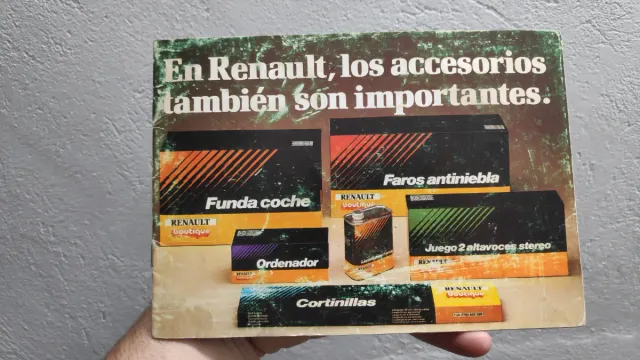 En Renault, los accesorios
también son importantes.
Funda coche
RENAULT
boutique
Faros antiniebla
RENAULT
boutique
Ordenador
Juego 2 altavoces stereo
Cortinillas
RENAULT
boutique